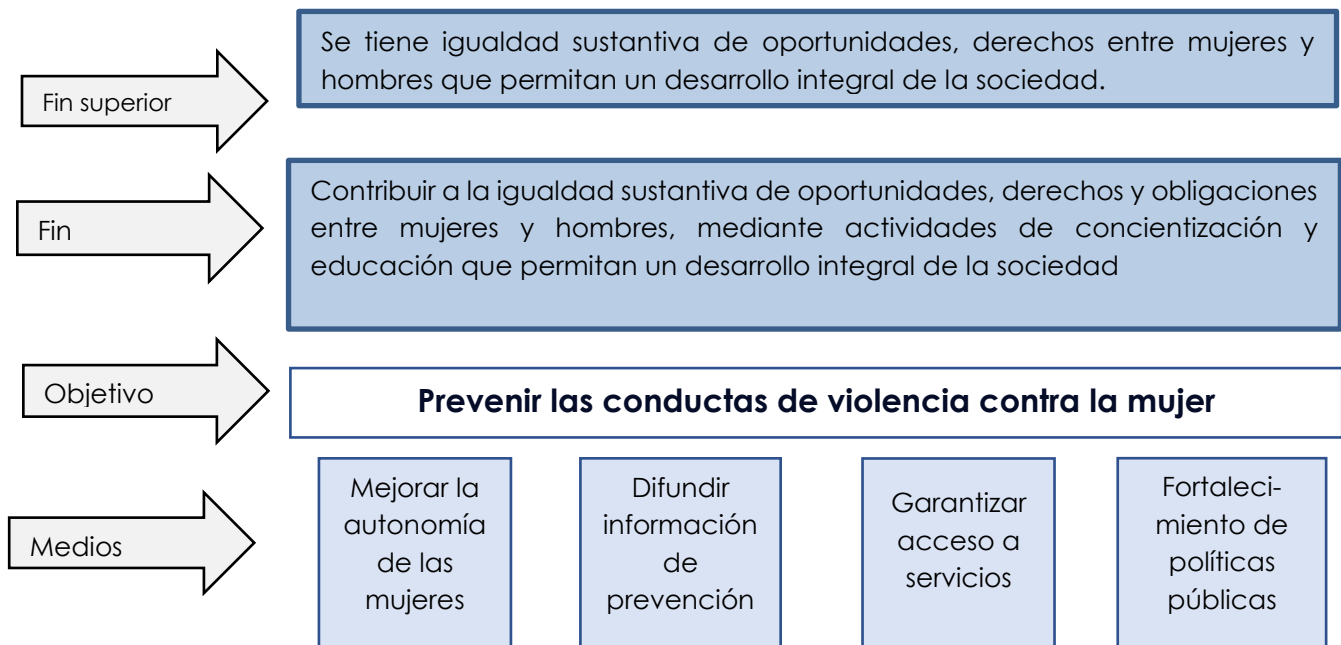 Fin superior
Se tiene igualdad sustantiva de oportunidades, derechos entre mujeres y
hombres que permitan un desarrollo integral de la sociedad.
Fin
Contribuir a la igualdad sustantiva de oportunidades, derechos y obligaciones
entre mujeres y hombres, mediante actividades de concientización y
educación que permitan un desarrollo integral de la sociedad
Objetivo
Prevenir las conductas de violencia contra la mujer
Medios
Mejorar la
autonomía
de las
mujeres
Difundir
información
de
prevención
Garantizar
acceso a
servicios
Fortaleci-
miento de
políticas
públicas